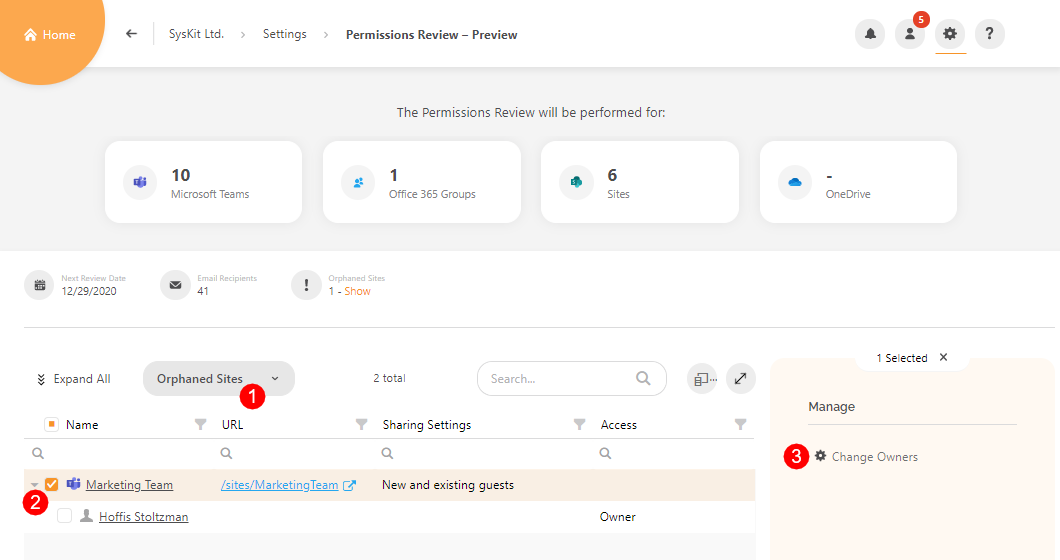 Home
SysKit Ltd. > Settings > Permissions Review – Preview
5
?
The Permissions Review will be performed for:
10
Microsoft Teams
1
Office 365 Groups
6
Sites
-
OneDrive
Next Review Date
12/29/2020
Email Recipients
41
!
Orphaned Sites
1 - Show
Expand All
Orphaned Sites
1
2 total
Search...
...
1 Selected
Manage
3
Change Owners
Name
URL
Sharing Settings
Access
2
Marketing Team
/sites/MarketingTeam
New and existing guests
Hoffis Stoltzman
Owner